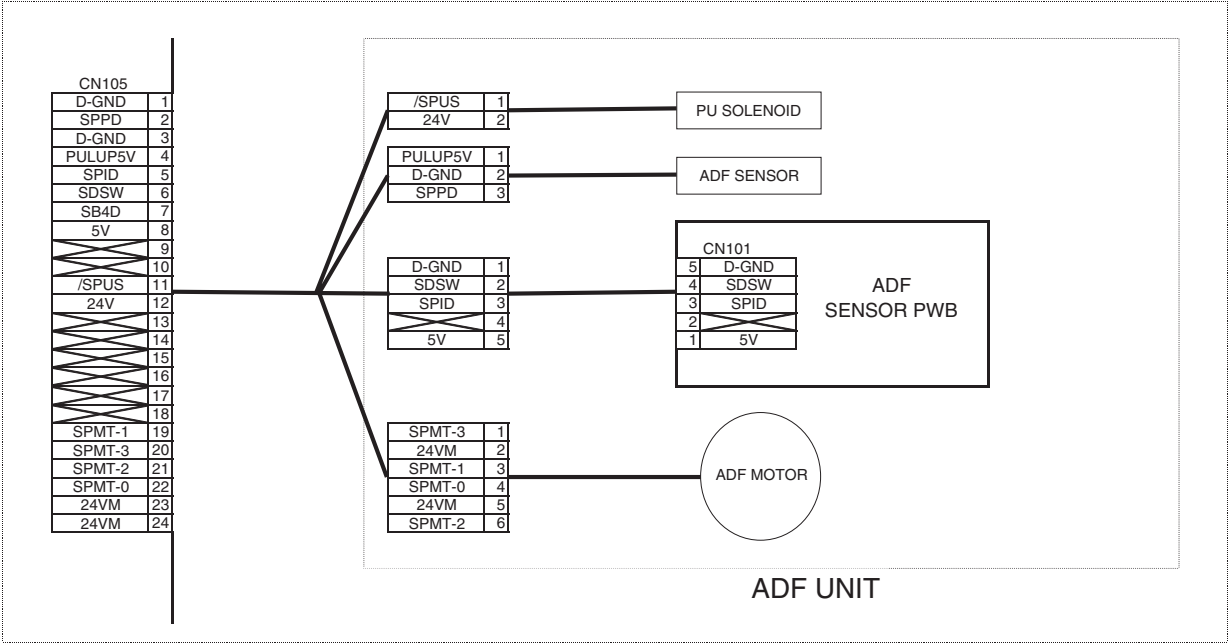 CN105
D-GND 1
SPPD 2
D-GND 3
PULUP5V 4
SPID 5
SDSW 6
SB4D 7
5V 8
9
10
/SPUS 11
24V 12
13
14
15
16
17
18
SPMT-1 19
SPMT-3 20
SPMT-2 21
SPMT-0 22
24VM 23
24VM 24
/SPUS 1
24V 2
PULUP5V 1
D-GND 2
SPPD 3
D-GND 1
SDSW 2
SPID 3
4
5V 5
SPMT-3 1
24VM 2
SPMT-1 3
SPMT-0 4
24VM 5
SPMT-2 6
PU SOLENOID
ADF SENSOR
CN101
5 D-GND
4 SDSW
3 SPID
2
1 5V
ADF
SENSOR PWB
ADF MOTOR
ADF UNIT